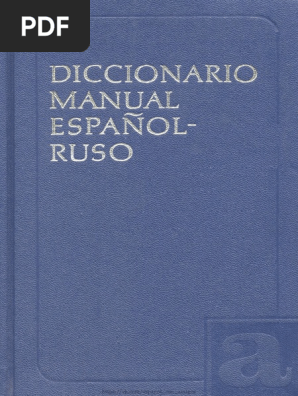 PDF
DICCIONARIO
MANUAL
ESPAÑOL-
RUSO
a